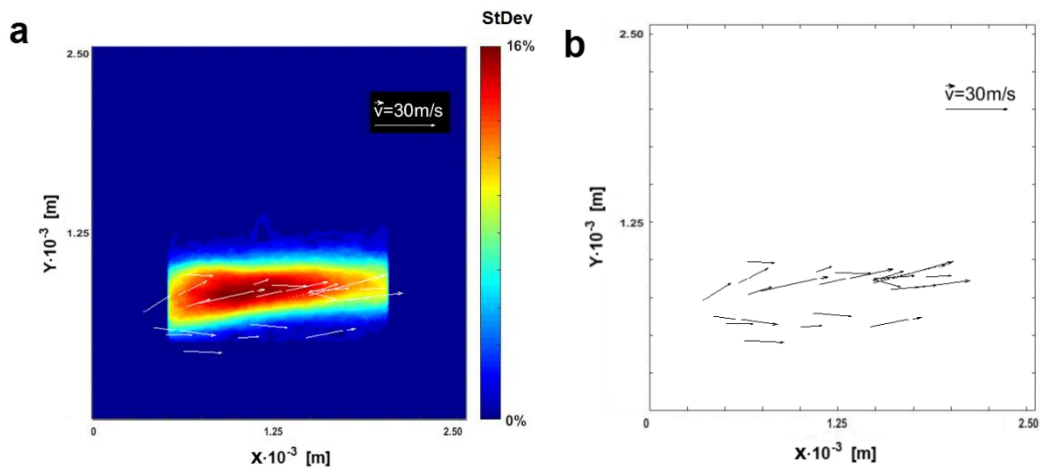 a
StDev
16%
0%
2.50
1.25
0
1.25
2.50
Y·10⁻³ [m]
X·10⁻³ [m]
v⃗=30m/s
b
2.50
1.25
0
1.25
2.50
Y·10⁻³ [m]
X·10⁻³ [m]
v⃗=30m/s